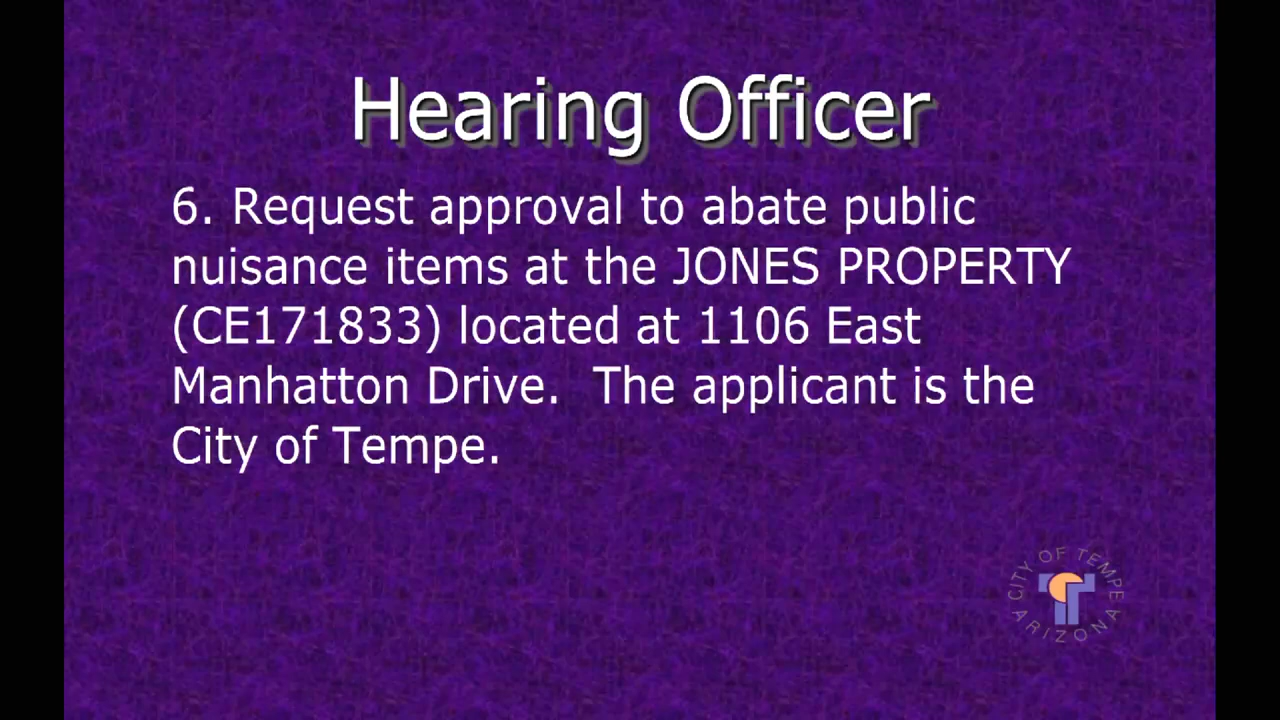 Hearing Officer
6. Request approval to abate public
nuisance items at the JONES PROPERTY
(CE171833) located at 1106 East
Manhatton Drive.  The applicant is the
City of Tempe.
CITY OF TEMPE
ARIZONA